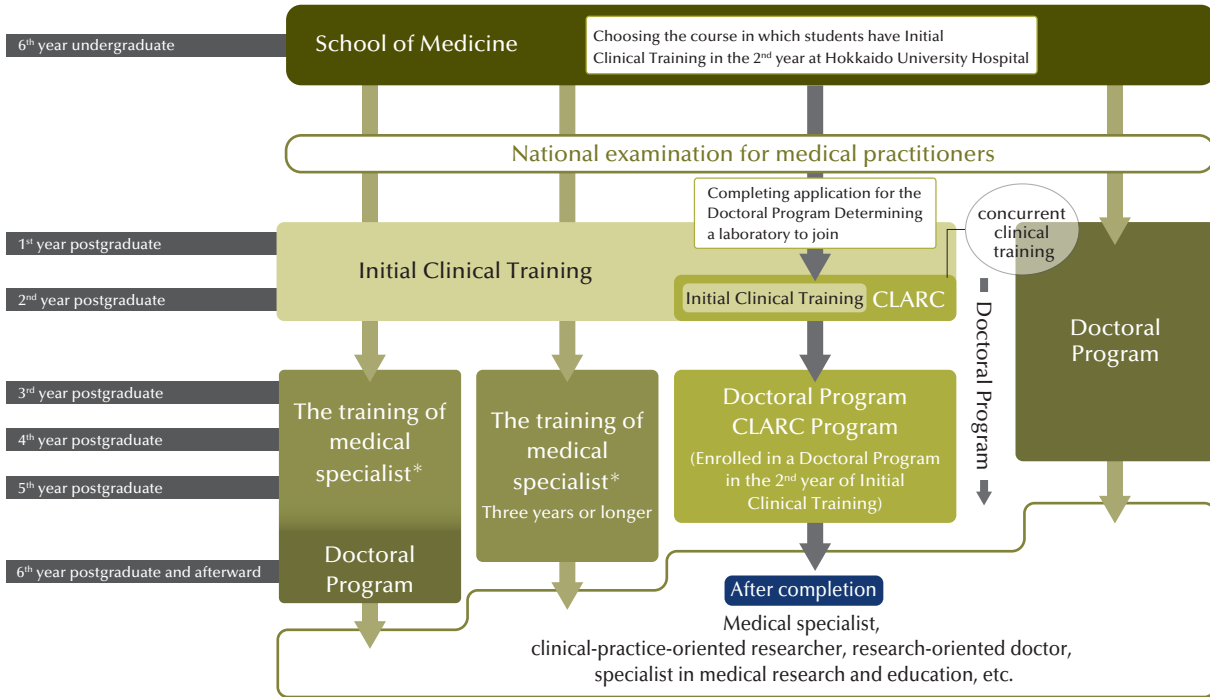 6th year undergraduate
School of Medicine
Choosing the course in which students have Initial
Clinical Training in the 2nd year at Hokkaido University Hospital
National examination for medical practitioners
Completing application for the
Doctoral Program Determining
a laboratory to join
concurrent
clinical
training
1st year postgraduate
Initial Clinical Training
2nd year postgraduate
Initial Clinical Training
CLARC
Doctoral Program
Doctoral
Program
3rd year postgraduate
4th year postgraduate
5th year postgraduate
6th year postgraduate and afterward
The training of
medical
specialist*
Doctoral
Program
The training of
medical
specialist*
Three years or longer
Doctoral Program
CLARC Program
(Enrolled in a Doctoral Program
in the 2nd year of Initial
Clinical Training)
After completion
Medical specialist,
clinical-practice-oriented researcher, research-oriented doctor,
specialist in medical research and education, etc.